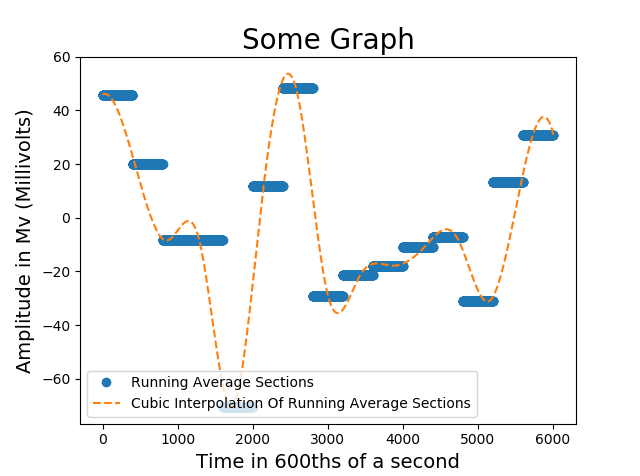 Some Graph
Amplitude in Mv (Millivolts)
60
40
20
0
−20
−40
−60
Running Average Sections
Cubic Interpolation Of Running Average Sections
0 1000 2000 3000 4000 5000 6000
Time in 600ths of a second